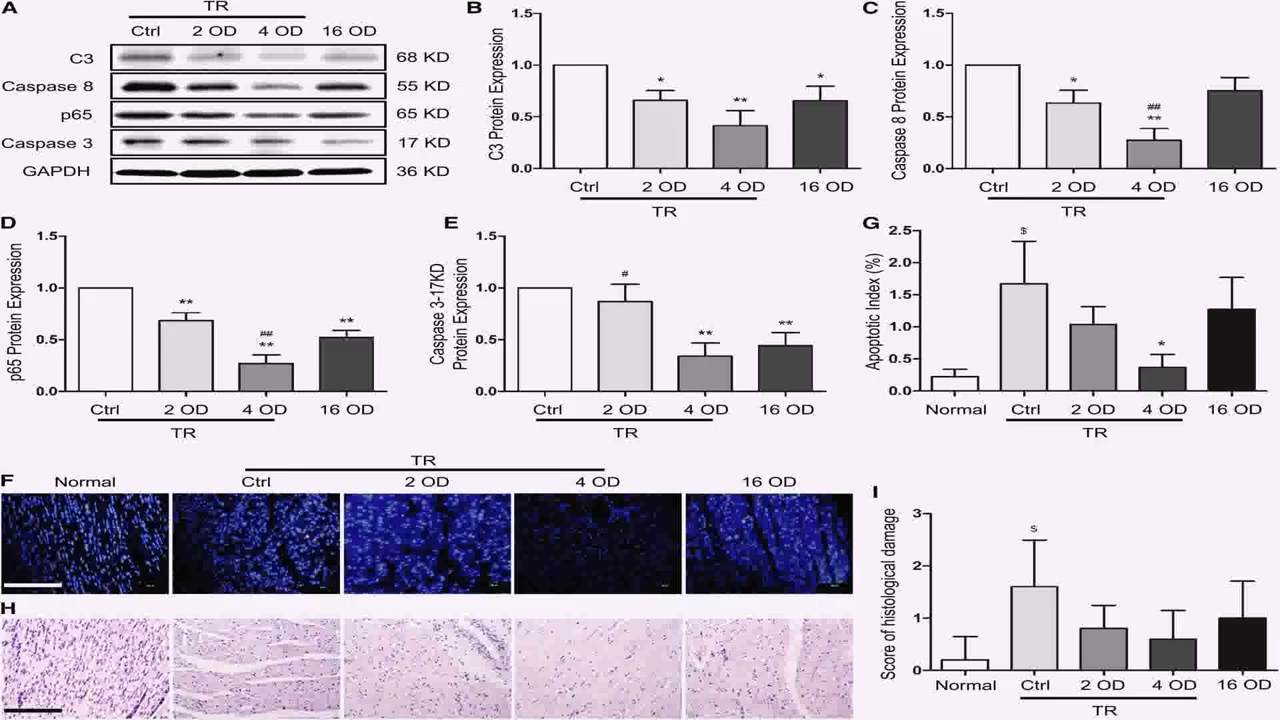 A
TR
Ctrl 2 OD 4 OD 16 OD
C3 68 KD
Caspase 8 55 KD
p65 65 KD
Caspase 3 17 KD
GAPDH 36 KD
B
C3 Protein Expression
1.5
1.0
0.5
0.0
*
**
*
Ctrl 2 OD 4 OD 16 OD
TR
C
Caspase 8 Protein Expression
1.5
1.0
0.5
0.0
*
##
**
Ctrl 2 OD 4 OD 16 OD
TR
D
p65 Protein Expression
1.5
1.0
0.5
0.0
**
##
**
**
Ctrl 2 OD 4 OD 16 OD
TR
E
Caspase 3-17KD
Protein Expression
1.5
1.0
0.5
0.0
#
**
**
Ctrl 2 OD 4 OD 16 OD
TR
G
Apoptotic Index (%)
2.5
2.0
1.5
1.0
0.5
0.0
$
*
Normal Ctrl 2 OD 4 OD 16 OD
TR
F
TR
Normal Ctrl 2 OD 4 OD 16 OD
H
I
Score of histological damage
3
2
1
0
$
Normal Ctrl 2 OD 4 OD 16 OD
TR